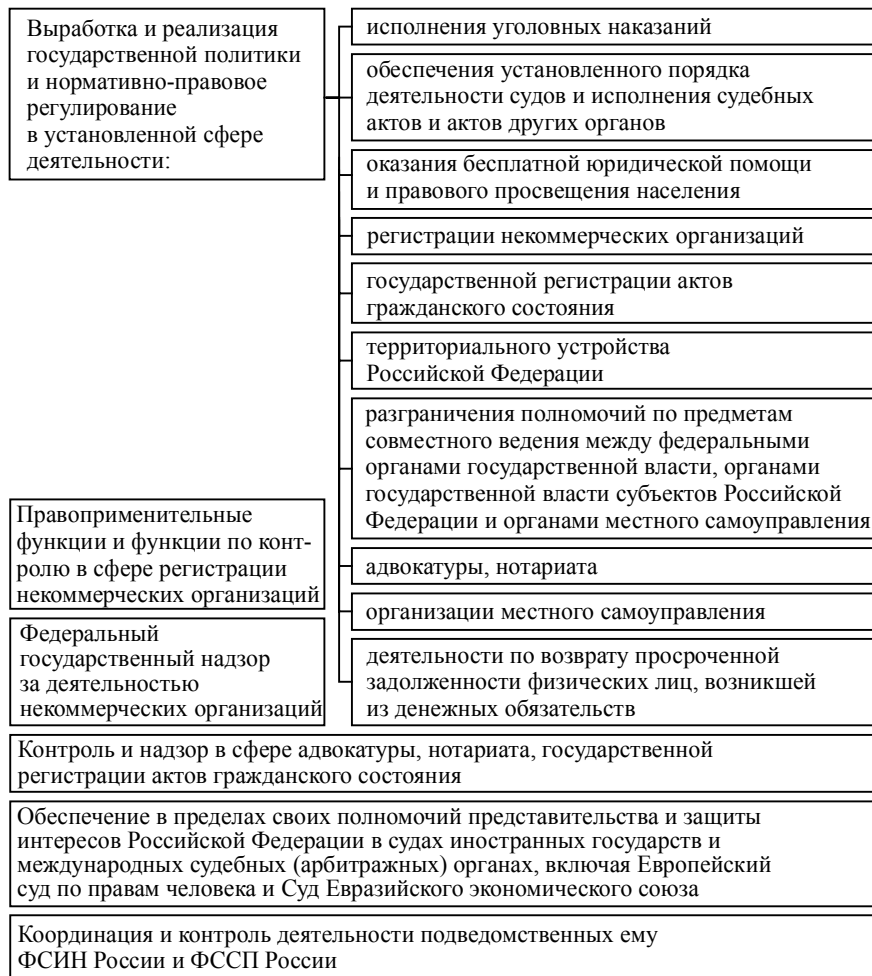 Выработка и реализация
государственной политики
и нормативно-правовое
регулирование
в установленной сфере
деятельности:
исполнения уголовных наказаний
обеспечения установленного порядка
деятельности судов и исполнения судебных
актов и актов других органов
оказания бесплатной юридической помощи
и правового просвещения населения
регистрации некоммерческих организаций
государственной регистрации актов
гражданского состояния
территориального устройства
Российской Федерации
разграничения полномочий по предметам
совместного ведения между федеральными
органами государственной власти, органами
государственной власти субъектов Российской
Федерации и органами местного самоуправления
адвокатуры, нотариата
организации местного самоуправления
деятельности по возврату просроченной
задолженности физических лиц, возникшей
из денежных обязательств
Правоприменительные
функции и функции по конт-
ролю в сфере регистрации
некоммерческих организаций
Федеральный
государственный надзор
за деятельностью
некоммерческих организаций
Контроль и надзор в сфере адвокатуры, нотариата, государственной
регистрации актов гражданского состояния
Обеспечение в пределах своих полномочий представительства и защиты
интересов Российской Федерации в судах иностранных государств и
международных судебных (арбитражных) органах, включая Европейский
суд по правам человека и Суд Евразийского экономического союза
Координация и контроль деятельности подведомственных ему
ФСИН России и ФССП России